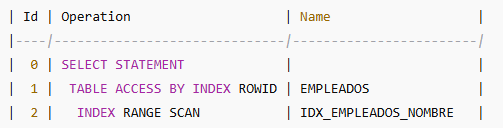 | Id | Operation                   | Name                 |
|----/-----------------------------/----------------------/
|  0 | SELECT STATEMENT            |                      |
|  1 |  TABLE ACCESS BY INDEX ROWID | EMPLEADOS            |
|  2 |   INDEX RANGE SCAN          | IDX_EMPLEADOS_NOMBRE |